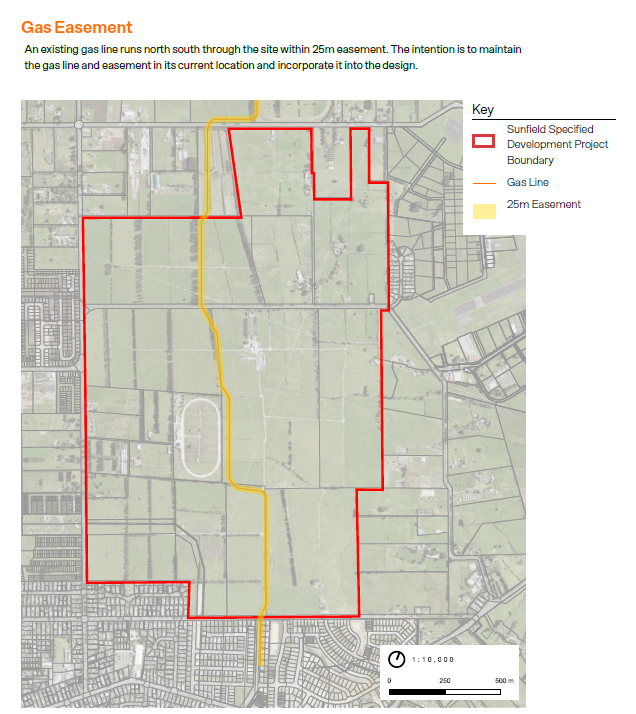 Gas Easement
An existing gas line runs north south through the site within 25m easement. The intention is to maintain
the gas line and easement in its current location and incorporate it into the design.
Key
Sunfield Specified
Development Project
Boundary
Gas Line
25m Easement
1:10,000
0 250 500 m